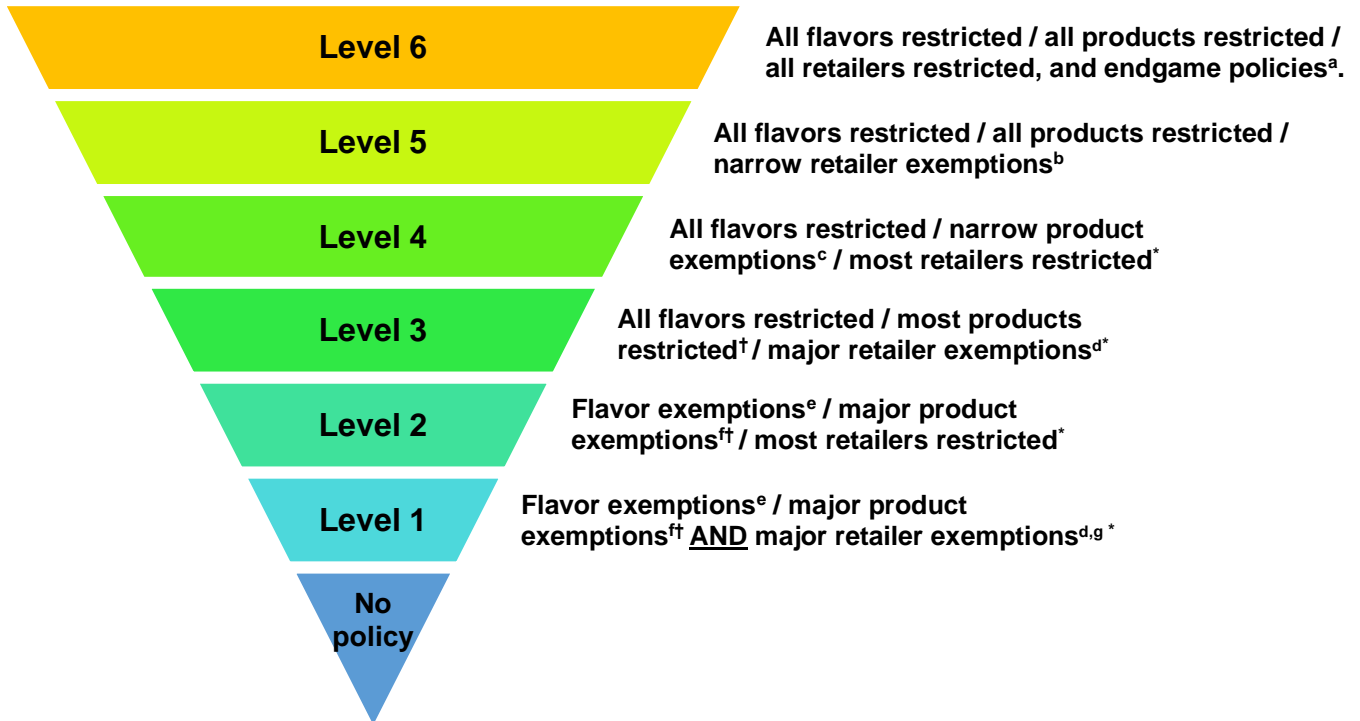 Level 6
All flavors restricted / all products restricted /
all retailers restricted, and endgame policiesᵃ.
Level 5
All flavors restricted / all products restricted /
narrow retailer exemptionsᵇ
Level 4
All flavors restricted / narrow product
exemptionsᶜ / most retailers restricted*
Level 3
All flavors restricted / most products
restricted† / major retailer exemptionsᵈ*
Level 2
Flavor exemptionsᵉ / major product
exemptionsᶠ† / most retailers restricted*
Level 1
Flavor exemptionsᵉ / major product
exemptionsᶠ† AND major retailer exemptionsᵈ,ᵍ *
No
policy